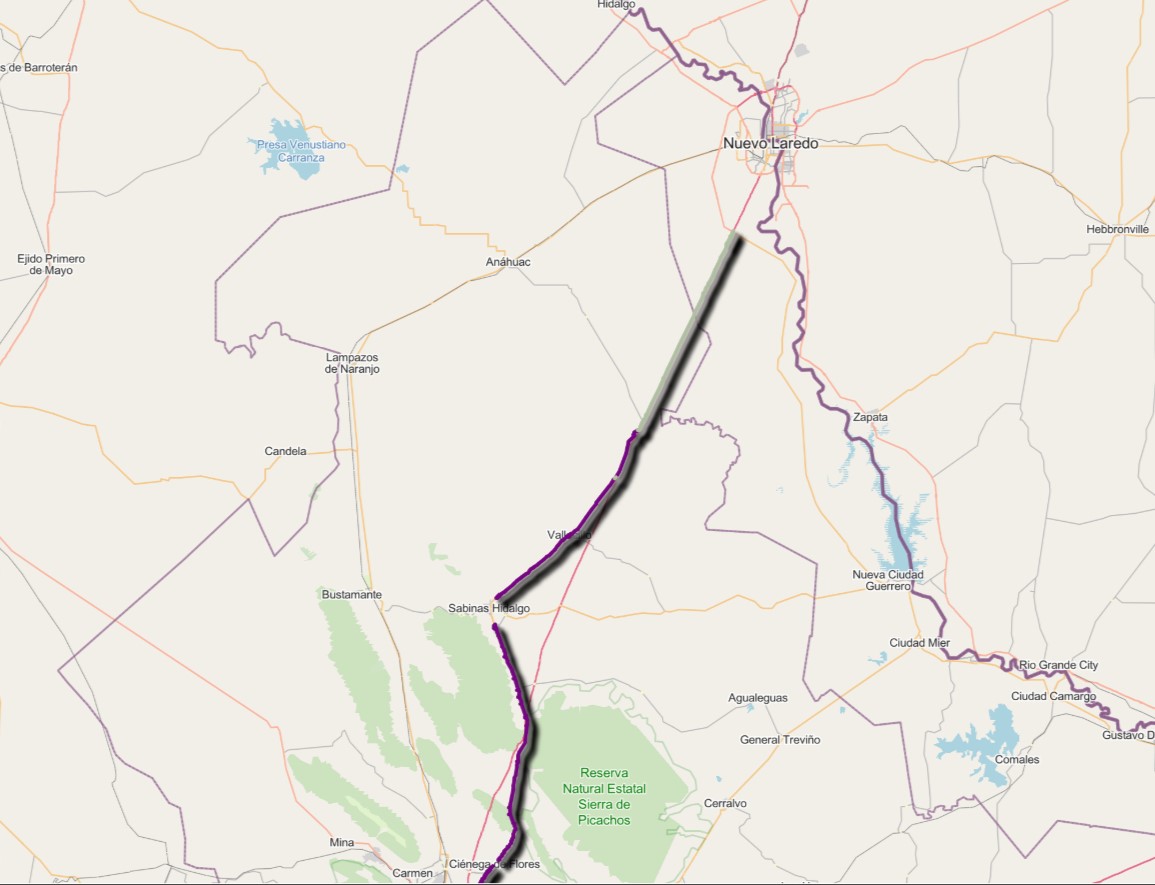 Hidalgo
s de Barroterán
Presa Venustiano
Carranza
Nuevo Laredo
Hebbronville
Ejido Primero
de Mayo
Anáhuac
Lampazos
de Naranjo
Zapata
Candela
Nueva Ciudad
Guerrero
Bustamante
Sabinas Hidalgo
Ciudad Mier
Rio Grande City
Ciudad Camargo
Agualeguas
Gustavo D
General Treviño
Comales
Reserva
Natural Estatal
Sierra de
Picachos
Cerralvo
Mina
Ciénega de Flores
Carmen